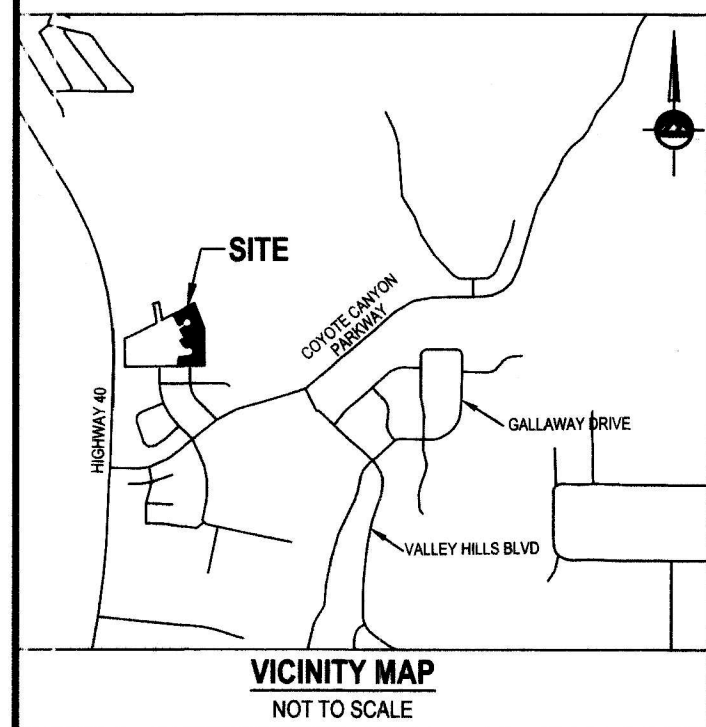 SITE
COYOTE CANYON
PARKWAY
HIGHWAY 40
GALLAWAY DRIVE
VALLEY HILLS BLVD
VICINITY MAP
NOT TO SCALE